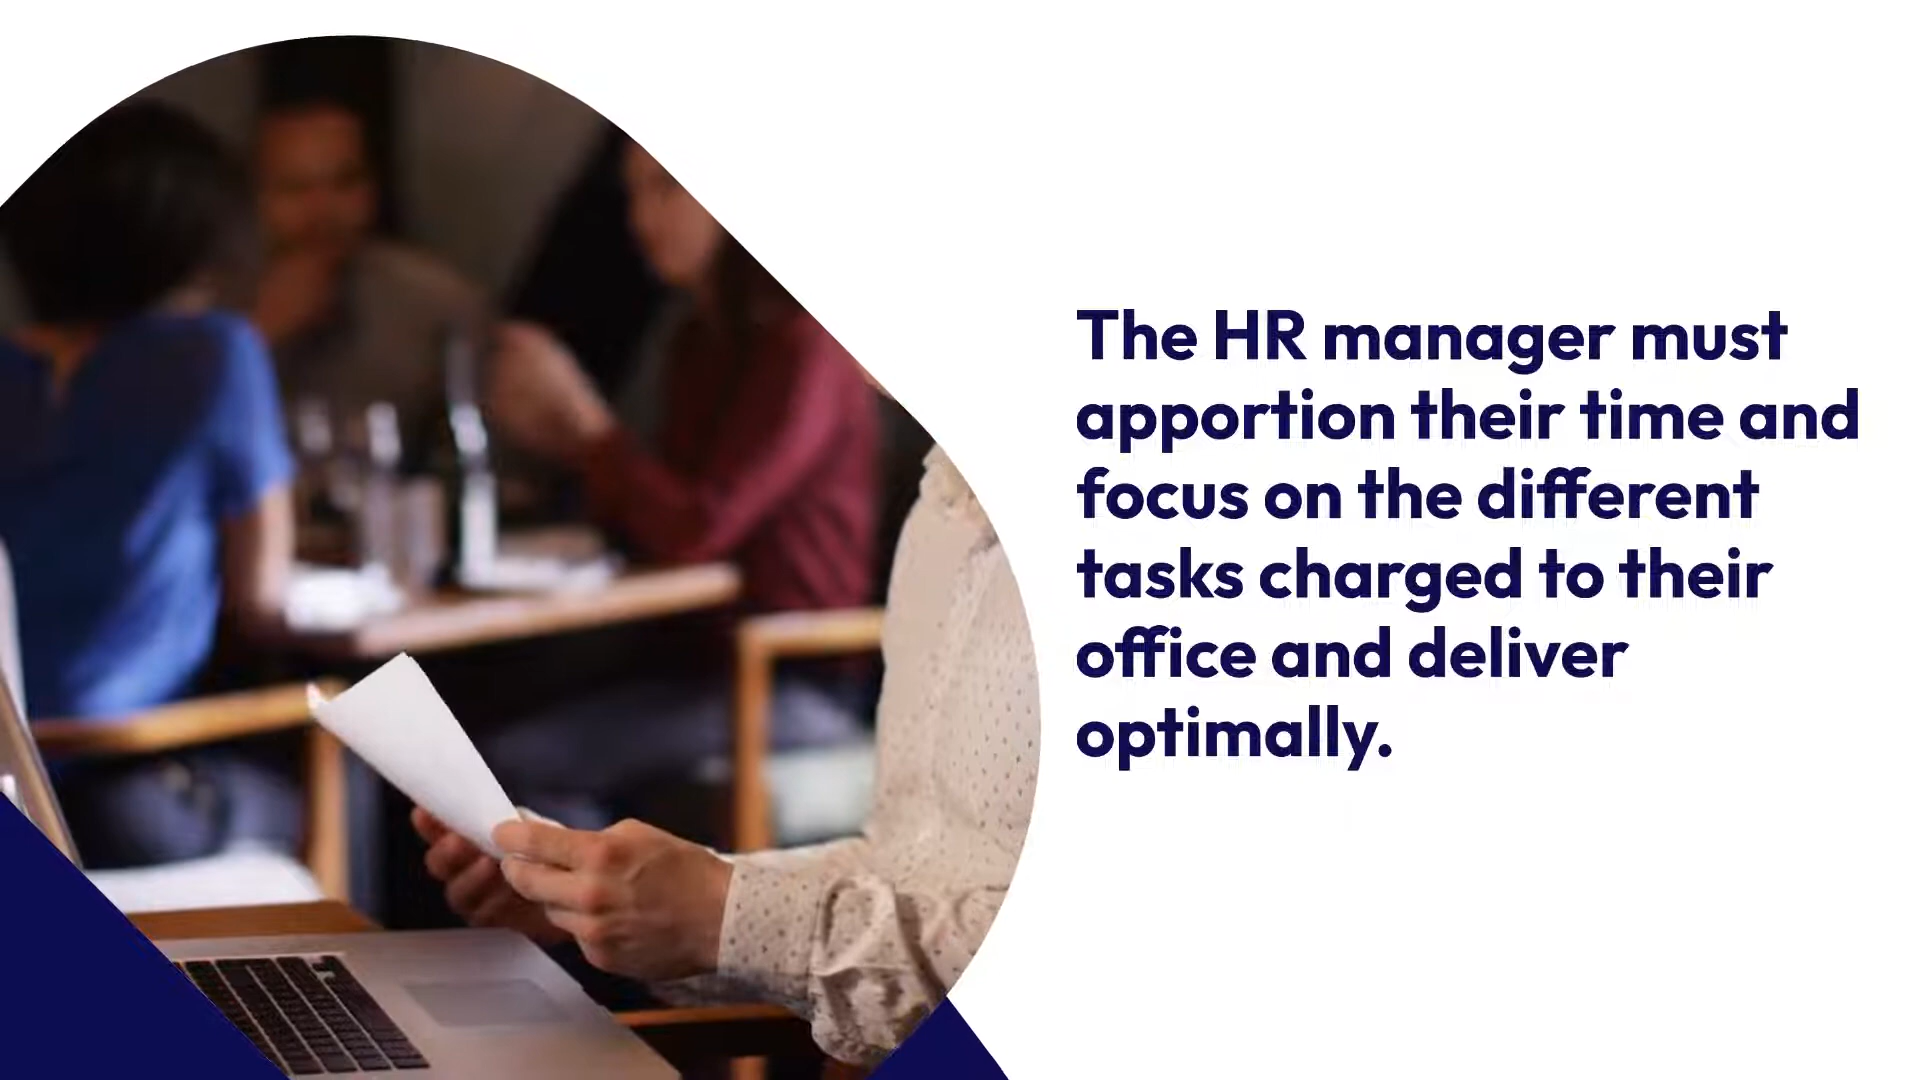 The HR manager must
apportion their time and
focus on the different
tasks charged to their
office and deliver
optimally.